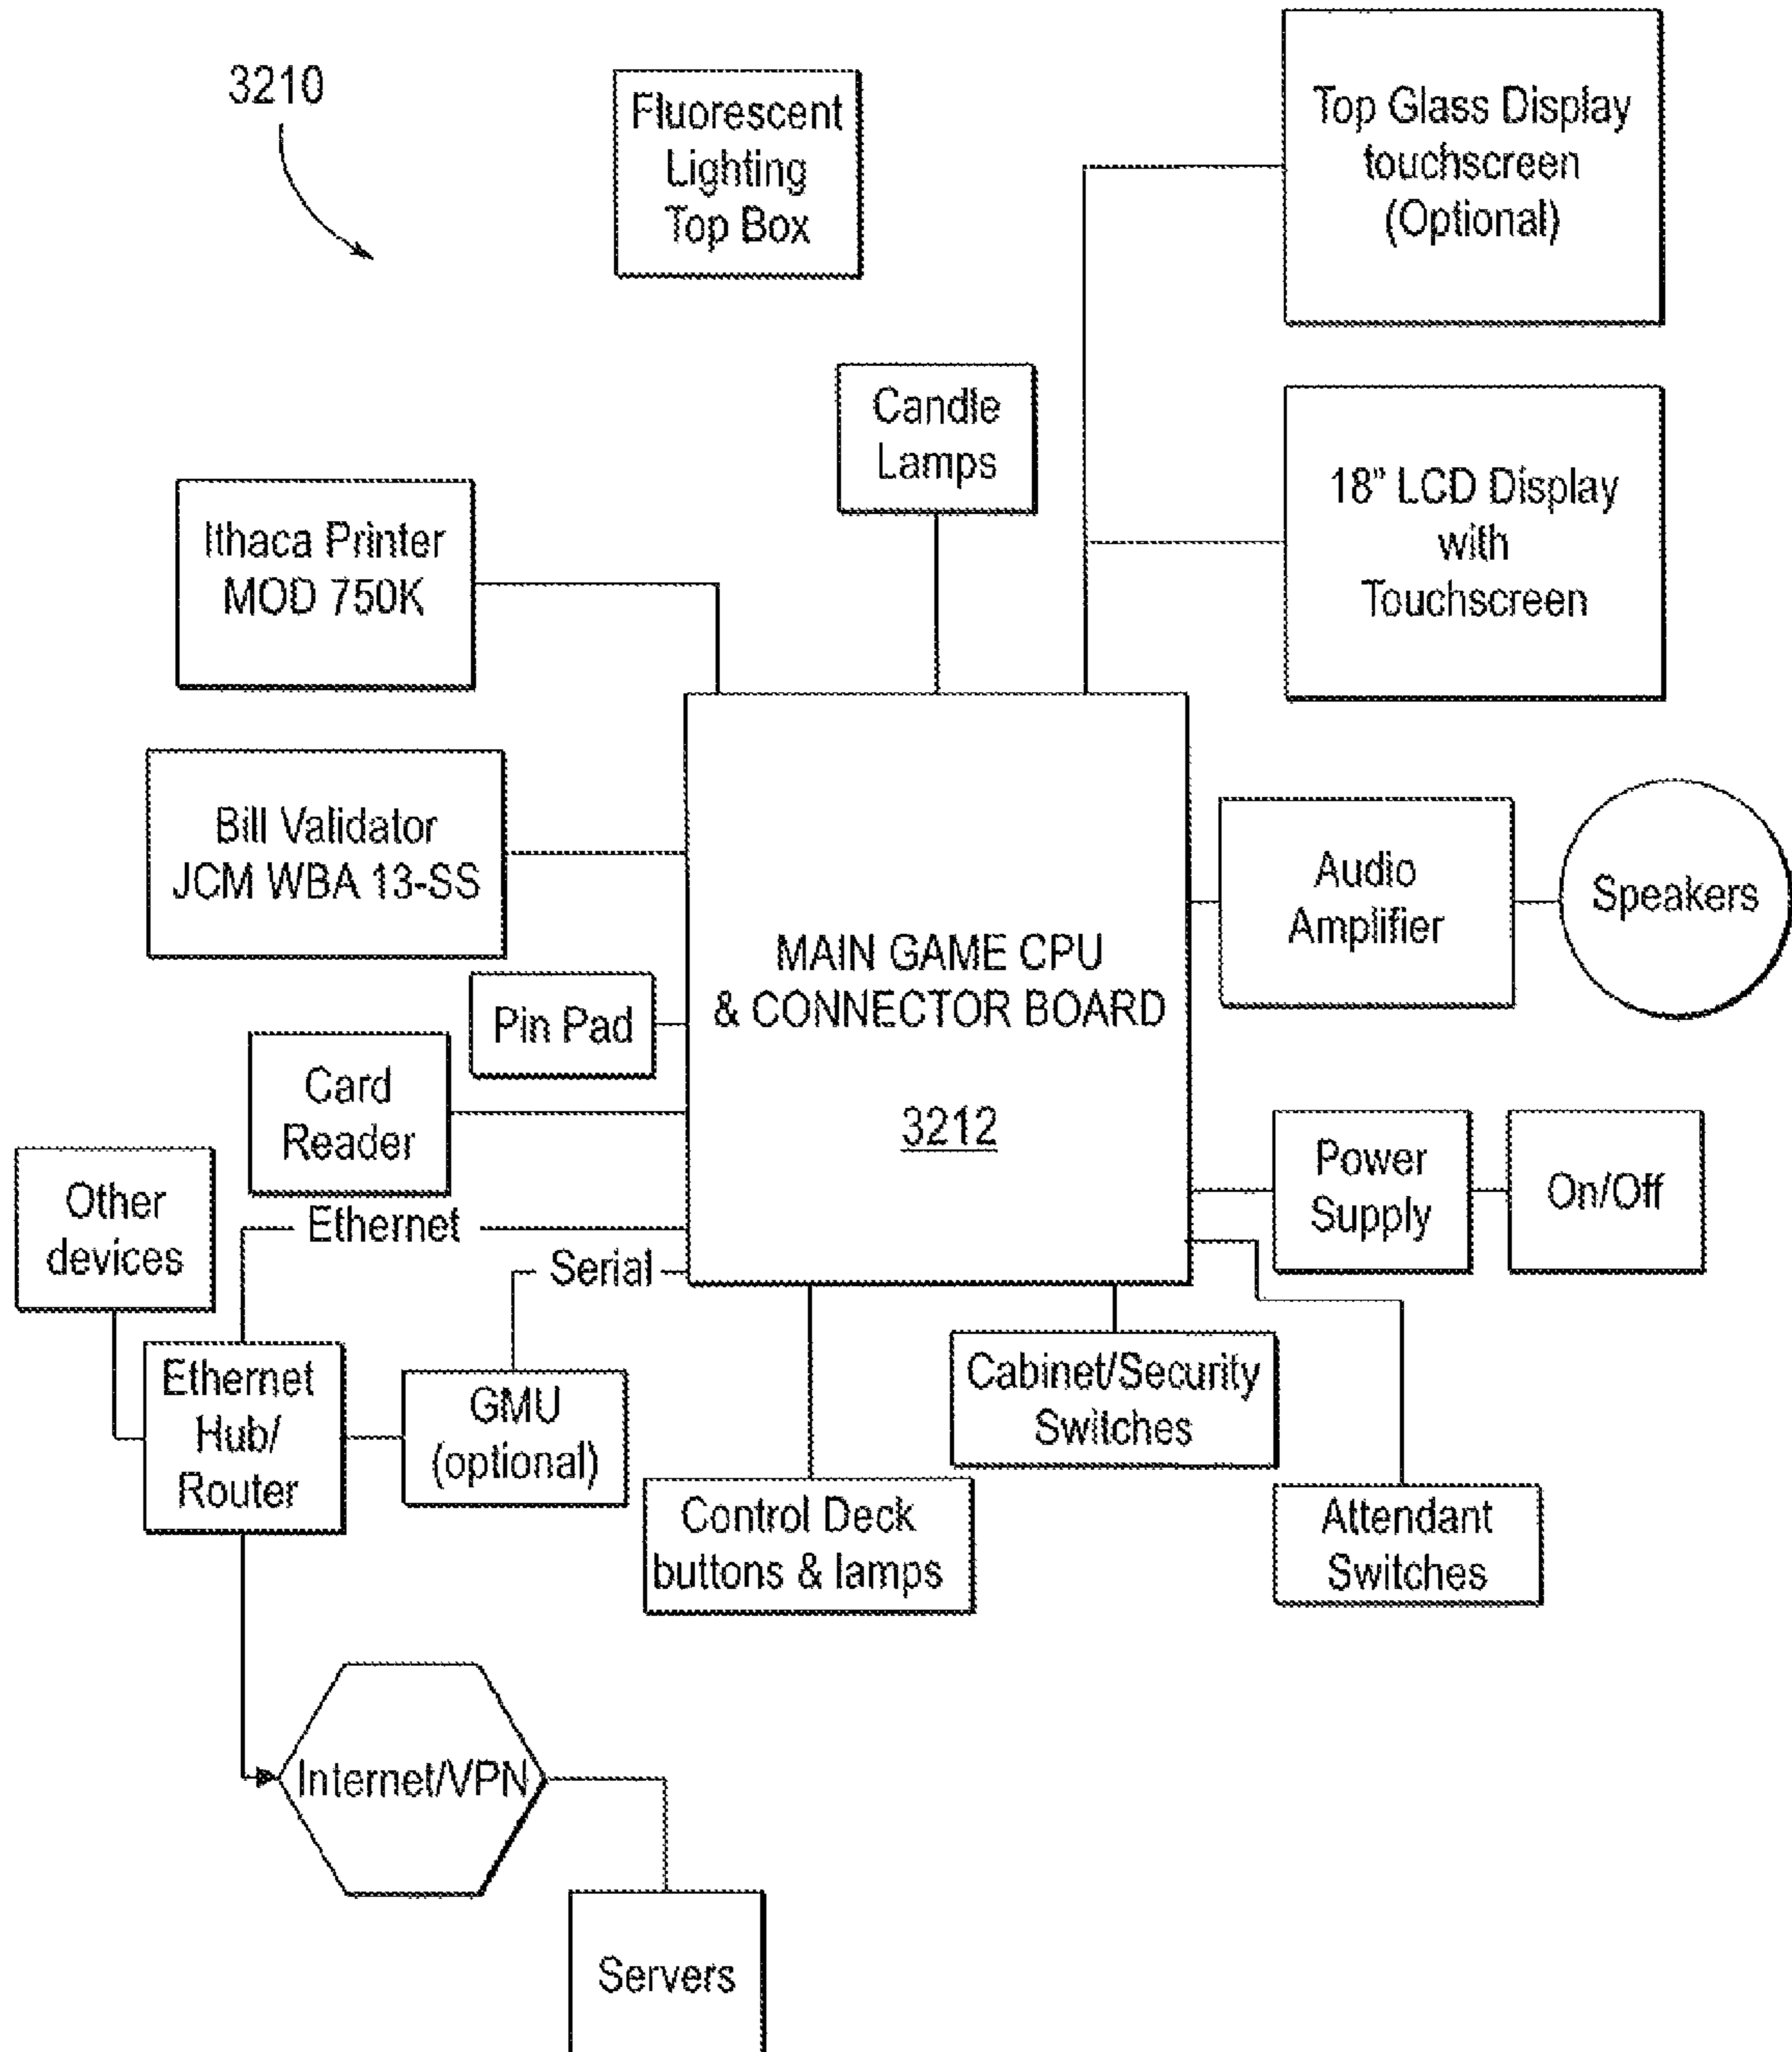 3210
Fluorescent
Lighting
Top Box
Top Glass Display
touchscreen
(Optional)
Candle
Lamps
18" LCD Display
with
Touchscreen
Ithaca Printer
MOD 750K
Bill Validator
JCM WBA 13-SS
Audio
Amplifier
Speakers
MAIN GAME CPU
& CONNECTOR BOARD
3212
Pin Pad
Card
Reader
Power
Supply
On/Off
Other
devices
Ethernet
Serial
Ethernet
Hub/
Router
GMU
(optional)
Cabinet/Security
Switches
Control Deck
buttons & lamps
Attendant
Switches
Internet/VPN
Servers